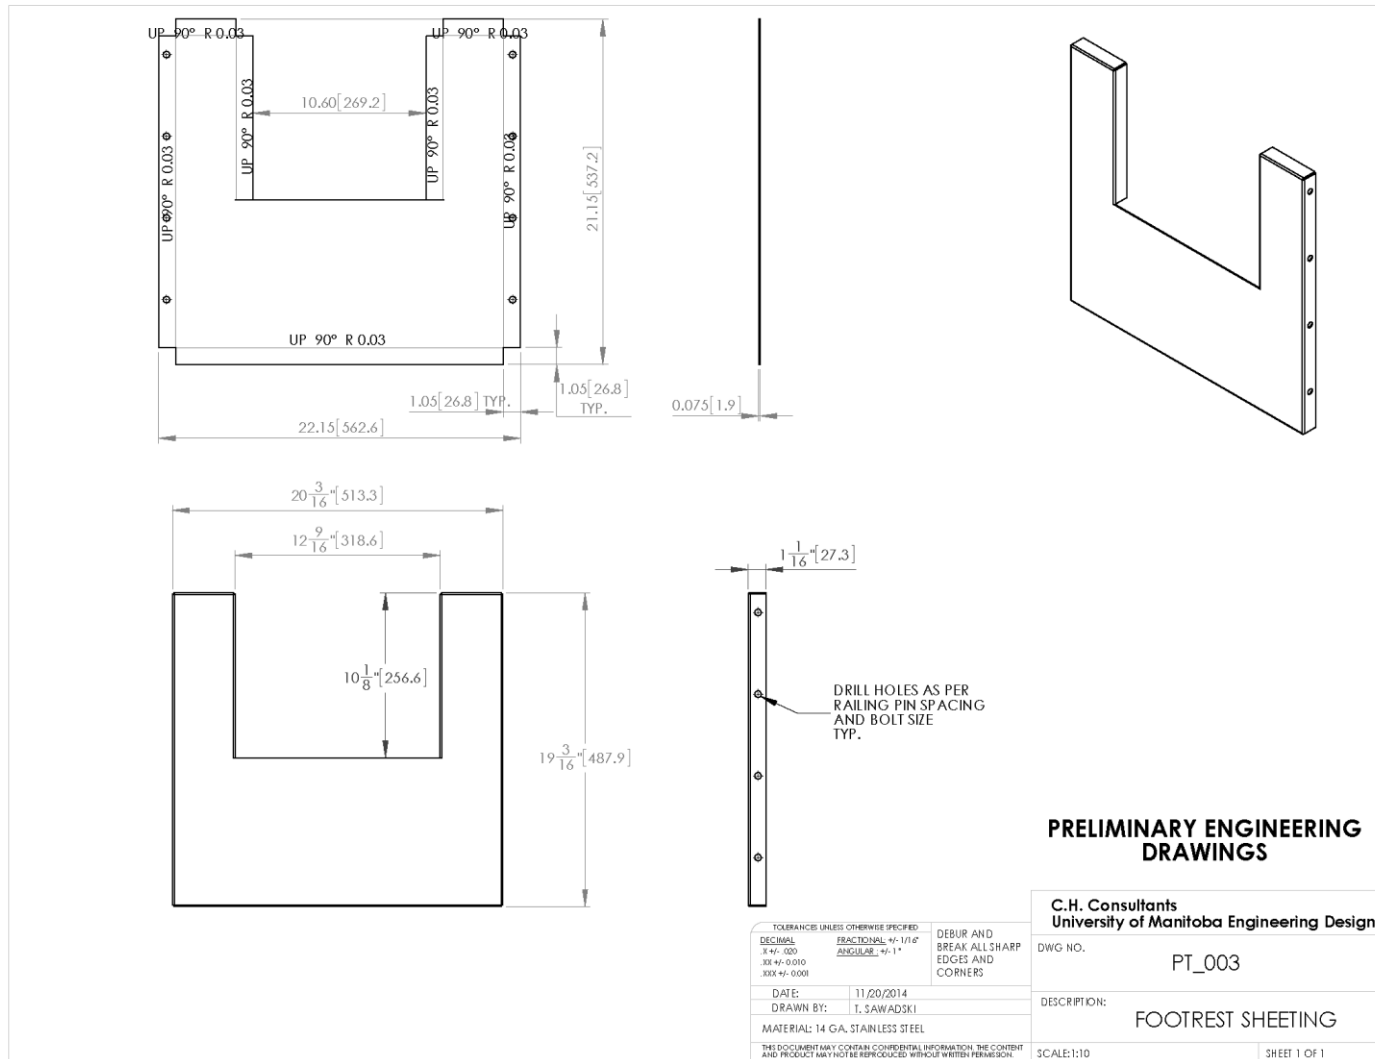 UP 90° R 0.03
UP 90° R 0.03
UP 90° R 0.03
UP 90° R 0.03
10.60[269.2]
UP 90° R 0.03
UP 90° R 0.03
21.15[537.2]
UP 90° R 0.03
1.05[26.8] TYP.
1.05[26.8]
TYP.
22.15[562.6]
0.075[1.9]
20 3/16"[513.3]
12 9/16"[318.6]
10 1/8"[256.6]
19 3/16"[487.9]
1 1/16"[27.3]
DRILL HOLES AS PER
RAILING PIN SPACING
AND BOLT SIZE
TYP.
PRELIMINARY ENGINEERING
DRAWINGS
TOLERANCES UNLESS OTHERWISE SPECIFIED
DECIMAL FRACTIONAL: +/- 1/16"
.X +/- .020 ANGULAR: +/- 1°
.XX +/- 0.010
.XXX +/- 0.001
DEBUR AND
BREAK ALL SHARP
EDGES AND
CORNERS
DATE: 11/20/2014
DRAWN BY: T. SAWADSKI
MATERIAL: 14 GA. STAINLESS STEEL
THIS DOCUMENT MAY CONTAIN CONFIDENTIAL INFORMATION. THE CONTENT
AND PRODUCT MAY NOT BE REPRODUCED WITHOUT WRITTEN PERMISSION.
C.H. Consultants
University of Manitoba Engineering Design
DWG NO.
PT_003
DESCRIPTION:
FOOTREST SHEETING
SCALE:1:10 SHEET 1 OF 1